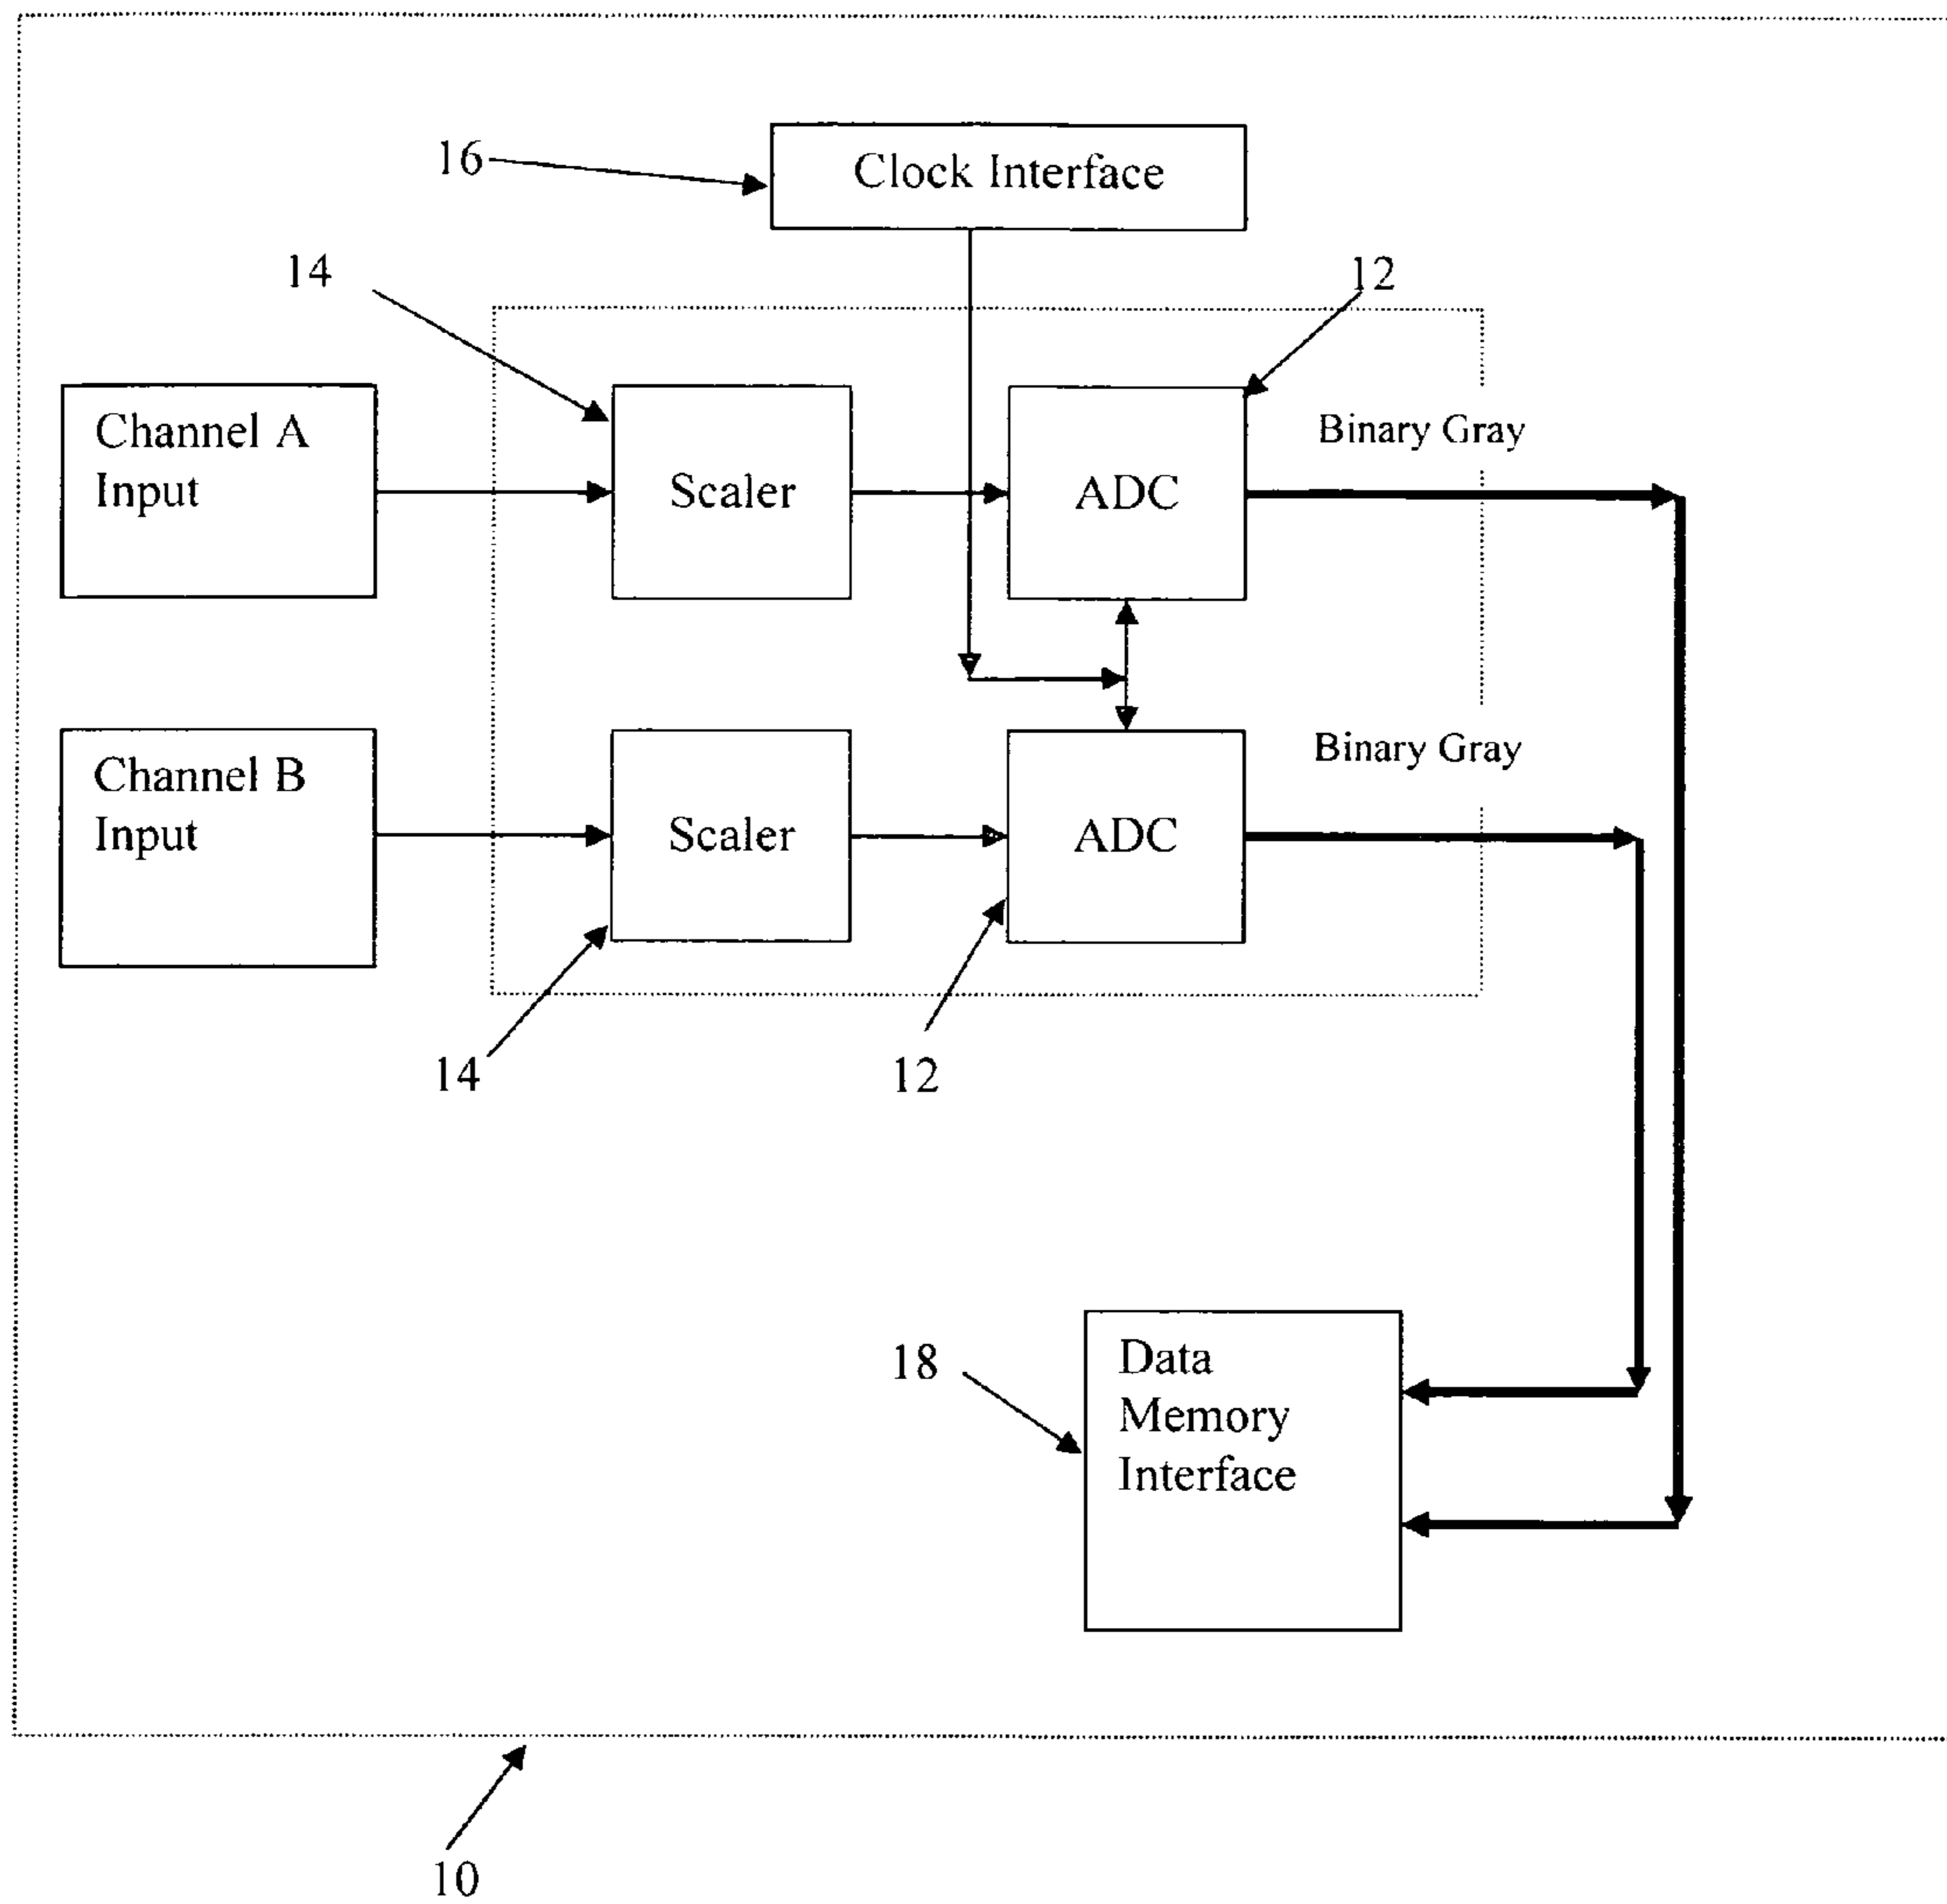 16
Clock Interface
14
12
Channel A
Input
Scaler
ADC
Binary Gray
Channel B
Input
Scaler
ADC
Binary Gray
14
12
18
Data
Memory
Interface
10